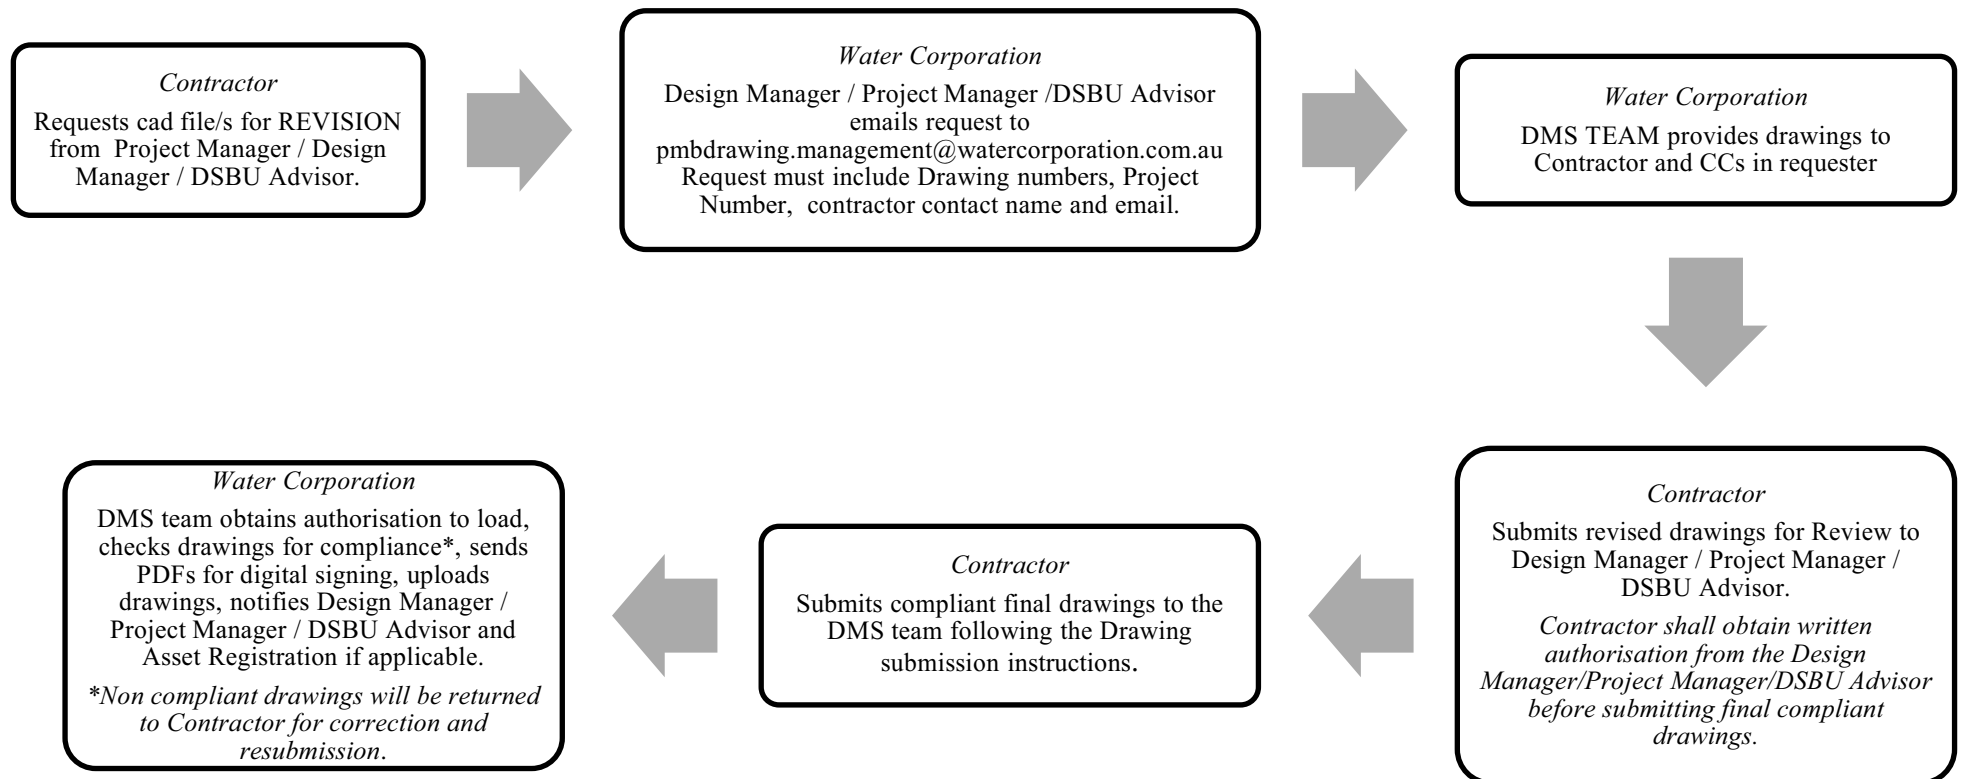 Contractor
Requests cad file/s for REVISION
from  Project Manager / Design
Manager / DSBU Advisor.
Water Corporation
Design Manager / Project Manager /DSBU Advisor
emails request to
pmbdrawing.management@watercorporation.com.au
Request must include Drawing numbers, Project
Number,  contractor contact name and email.
Water Corporation
DMS TEAM provides drawings to
Contractor and CCs in requester
Contractor
Submits revised drawings for Review to
Design Manager / Project Manager /
DSBU Advisor.
Contractor shall obtain written
authorisation from the Design
Manager/Project Manager/DSBU Advisor
before submitting final compliant
drawings.
Contractor
Submits compliant final drawings to the
DMS team following the Drawing
submission instructions.
Water Corporation
DMS team obtains authorisation to load,
checks drawings for compliance*, sends
PDFs for digital signing, uploads
drawings, notifies Design Manager /
Project Manager / DSBU Advisor and
Asset Registration if applicable.
*Non compliant drawings will be returned
to Contractor for correction and
resubmission.